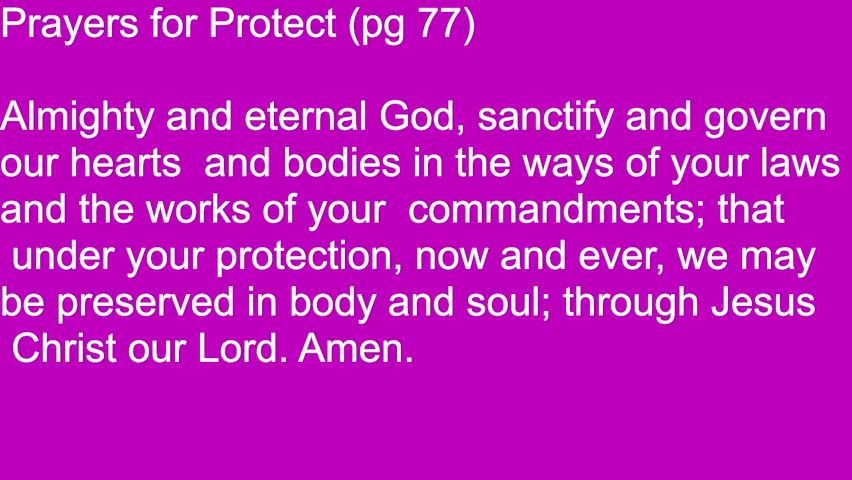 Prayers for Protect (pg 77)
Almighty and eternal God, sanctify and govern
our hearts  and bodies in the ways of your laws
and the works of your  commandments; that
under your protection, now and ever, we may
be preserved in body and soul; through Jesus
Christ our Lord. Amen.